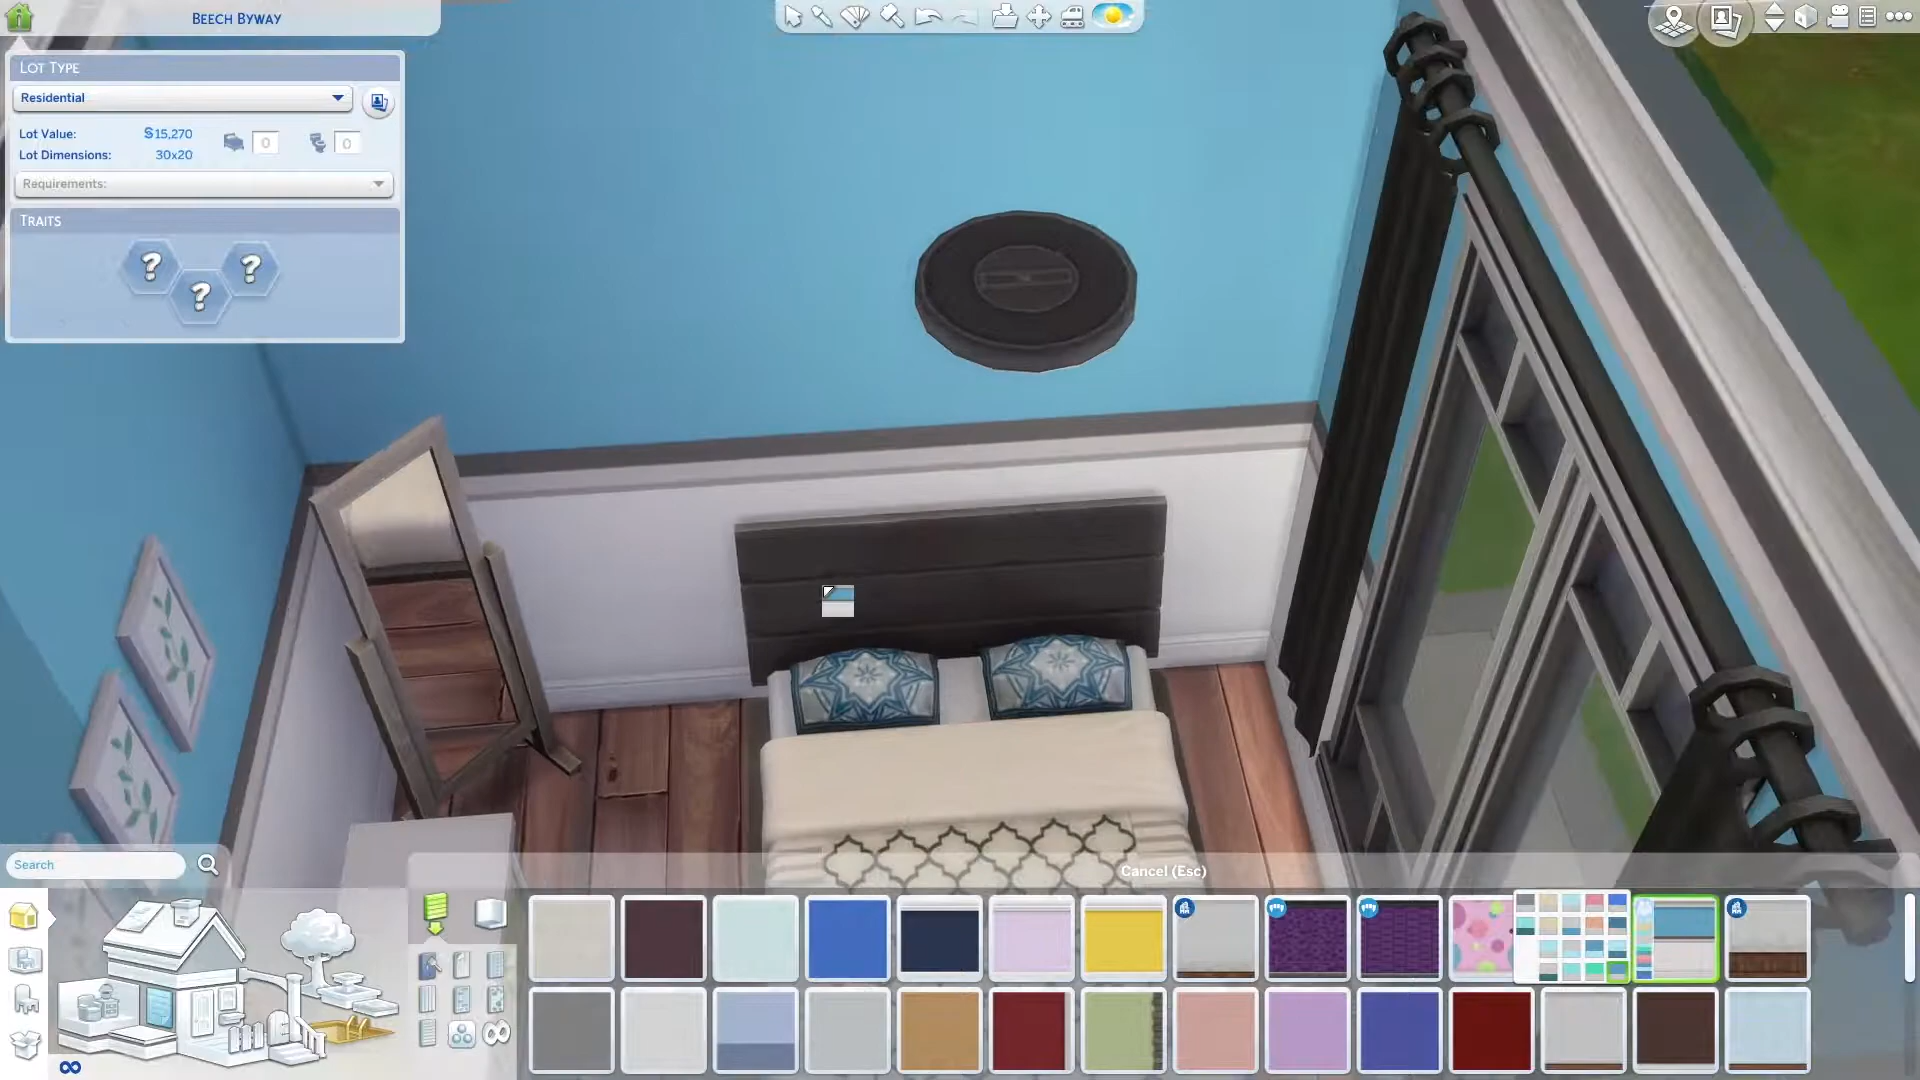 BEECH BYWAY
LOT TYPE
Residential
Lot Value: §15,270
0
0
Lot Dimensions: 30x20
Requirements:
TRAITS
? ? ?
Search
Cancel (Esc)